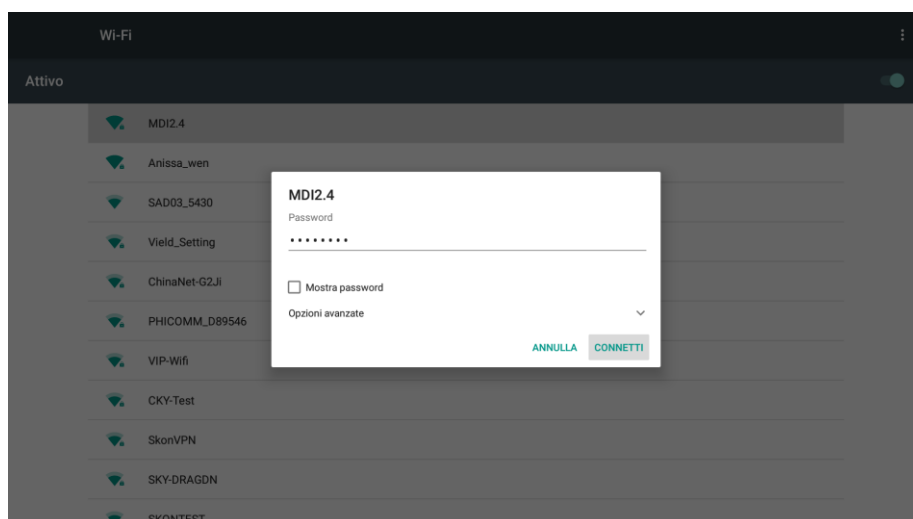 Wi-Fi
Attivo
MDI2.4
Anissa_wen
SAD03_5430
Vield_Setting
ChinaNet-G2Ji
PHICOMM_D89546
VIP-Wifi
CKY-Test
SkonVPN
SKY-DRAGDN
SKONTEST
MDI2.4
Password
••••••••
Mostra password
Opzioni avanzate
ANNULLA CONNETTI